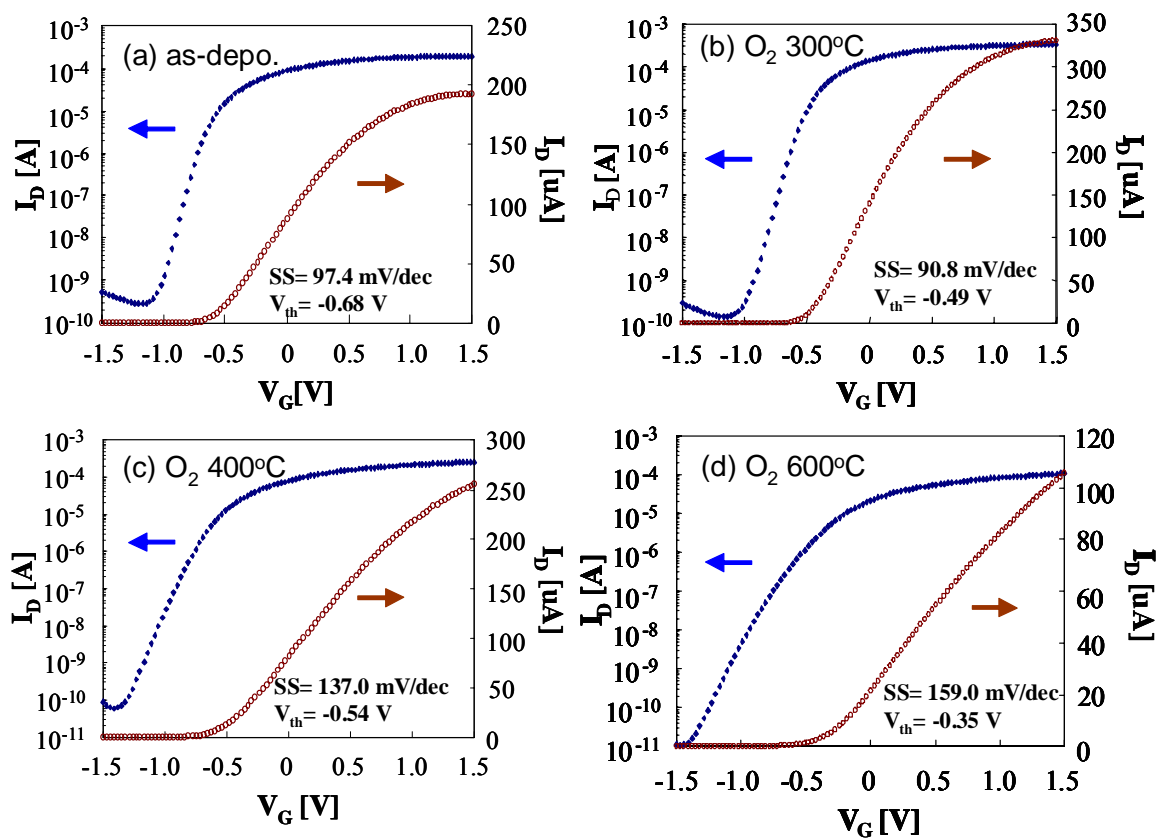 (a) as-depo.
10⁻³
10⁻⁴
10⁻⁵
10⁻⁶
10⁻⁷
10⁻⁸
10⁻⁹
10⁻¹⁰
I_D [A]
250
200
150
100
50
0
I_D [uA]
SS= 97.4 mV/dec
V_th= -0.68 V
-1.5 -1.0 -0.5 0 0.5 1.0 1.5
V_G[V]
(b) O₂ 300°C
10⁻³
10⁻⁴
10⁻⁵
10⁻⁶
10⁻⁷
10⁻⁸
10⁻⁹
10⁻¹⁰
I_D [A]
350
300
250
200
150
100
50
0
I_D [uA]
SS= 90.8 mV/dec
V_th= -0.49 V
-1.5 -1.0 -0.5 0 0.5 1.0 1.5
V_G [V]
(c) O₂ 400°C
10⁻³
10⁻⁴
10⁻⁵
10⁻⁶
10⁻⁷
10⁻⁸
10⁻⁹
10⁻¹⁰
10⁻¹¹
I_D [A]
300
250
200
150
100
50
0
I_D [uA]
SS= 137.0 mV/dec
V_th= -0.54 V
-1.5 -1.0 -0.5 0 0.5 1.0 1.5
V_G [V]
(d) O₂ 600°C
10⁻³
10⁻⁴
10⁻⁵
10⁻⁶
10⁻⁷
10⁻⁸
10⁻⁹
10⁻¹⁰
10⁻¹¹
I_D [A]
120
100
80
60
40
20
0
I_D [uA]
SS= 159.0 mV/dec
V_th= -0.35 V
-1.5 -1.0 -0.5 0 0.5 1.0 1.5
V_G [V]